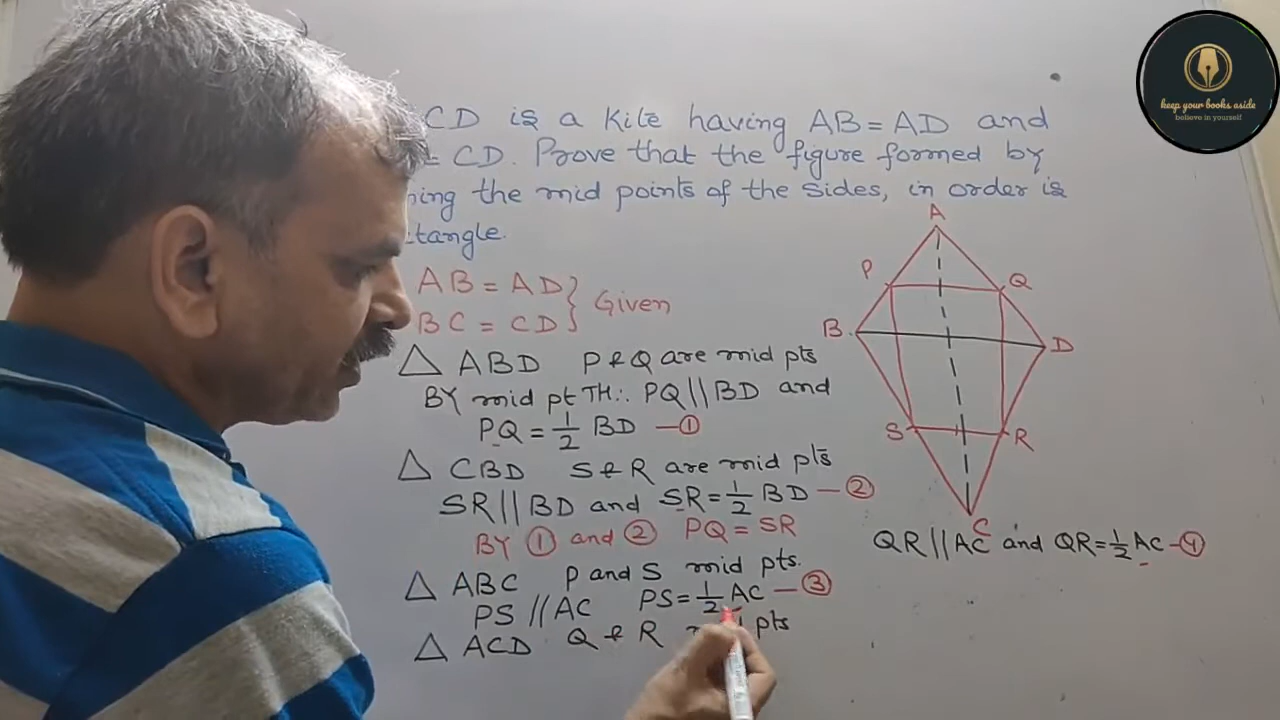 CD is a Kite having AB = AD and
= CD. Prove that the figure formed by
ning the mid points of the sides, in order is
ctangle.
AB = AD } Given
BC = CD
△ ABD P & Q are mid pts
BY mid pt TH ∴ PQ // BD and
PQ = 1/2 BD — ①
△ CBD S & R are mid pts
SR // BD and SR = 1/2 BD — ②
BY ① and ② PQ = SR
△ ABC P and S mid pts.
PS // AC PS = 1/2 AC — ③
△ ACD Q & R pts
QR // AC and QR = 1/2 AC — ④
A
P
Q
B
D
S
R
C
keep your books aside
believe in yourself